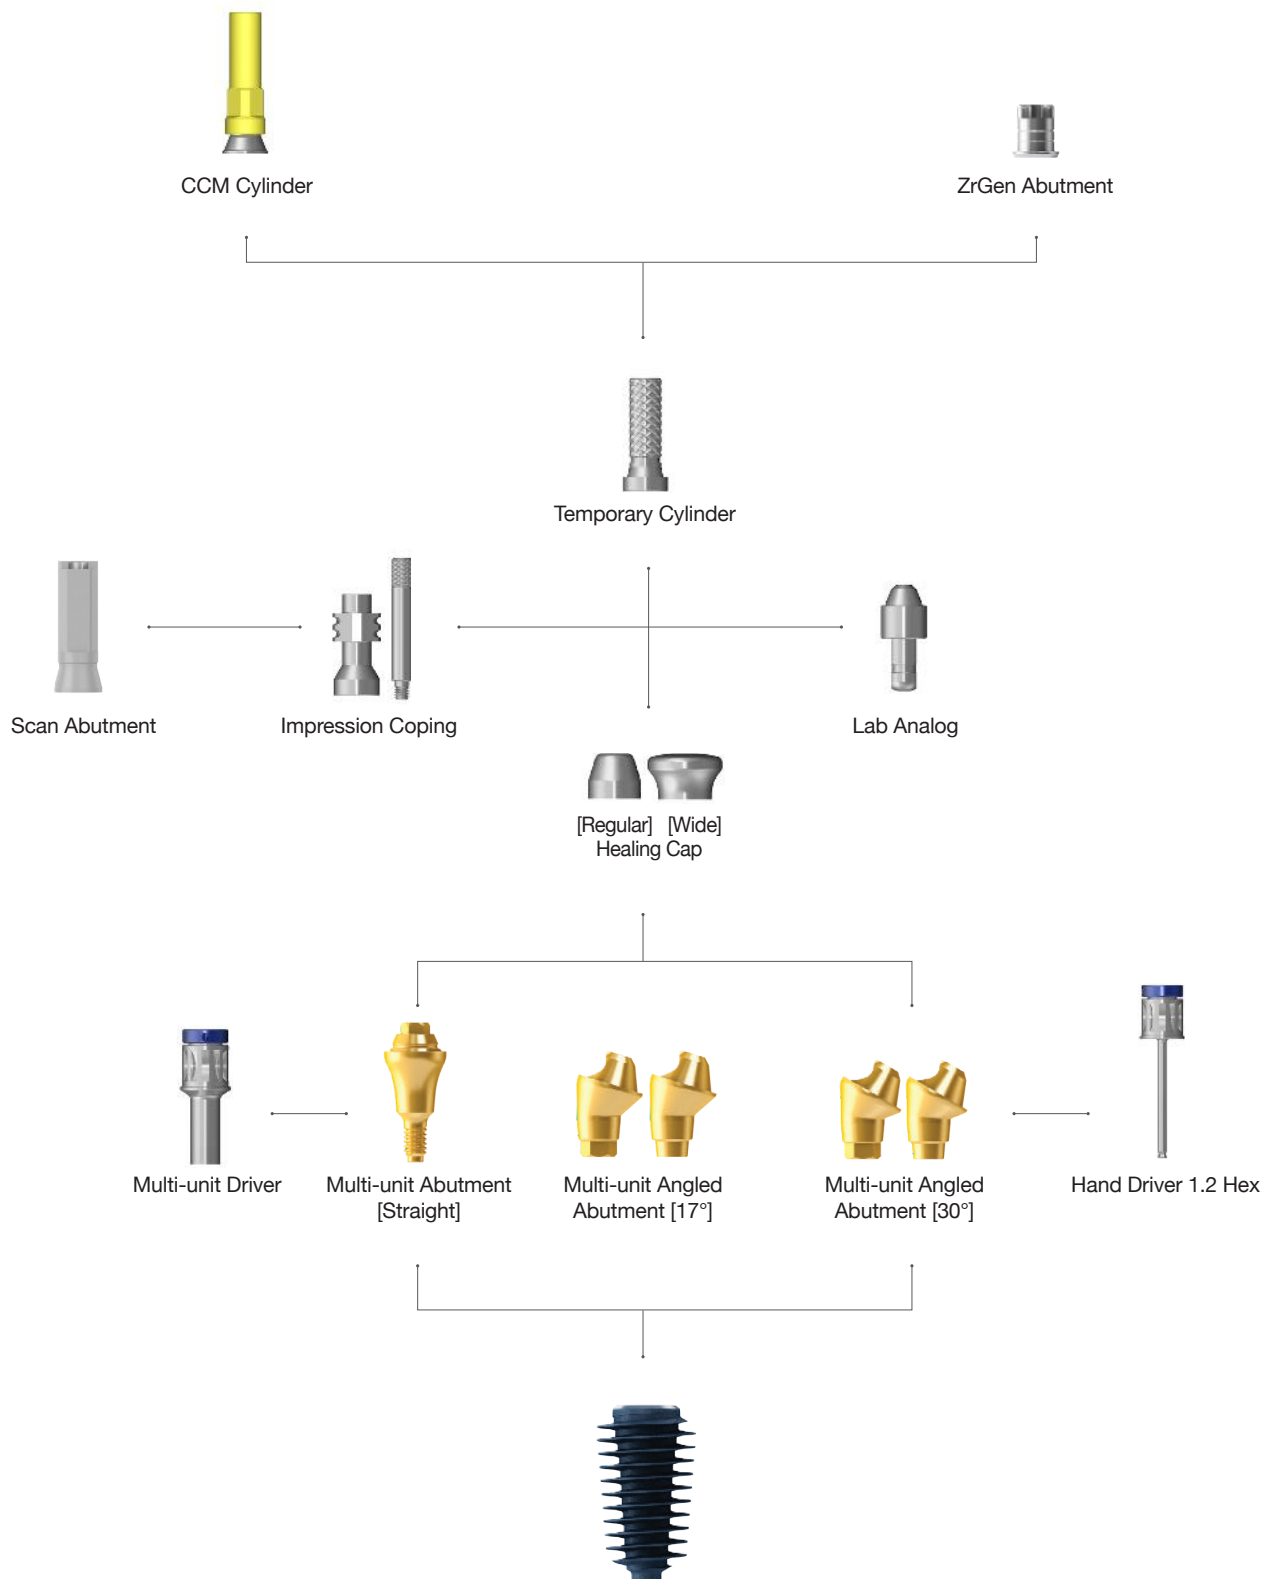 CCM Cylinder
ZrGen Abutment
Temporary Cylinder
Scan Abutment
Impression Coping
Lab Analog
[Regular] [Wide]
Healing Cap
Multi-unit Driver
Multi-unit Abutment
[Straight]
Multi-unit Angled
Abutment [17°]
Multi-unit Angled
Abutment [30°]
Hand Driver 1.2 Hex